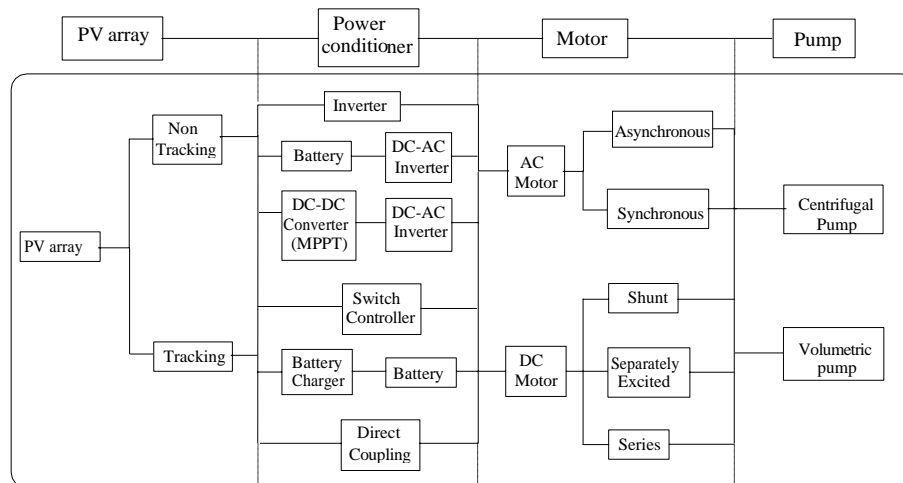 PV array
Power
conditioner
Motor
Pump
Inverter
Non
Tracking
Battery
DC-AC
Inverter
Asynchronous
AC
Motor
DC-DC
Converter
(MPPT)
DC-AC
Inverter
Synchronous
Centrifugal
Pump
PV array
Switch
Controller
Shunt
Tracking
Battery
Charger
Battery
DC
Motor
Separately
Excited
Volumetric
pump
Direct
Coupling
Series